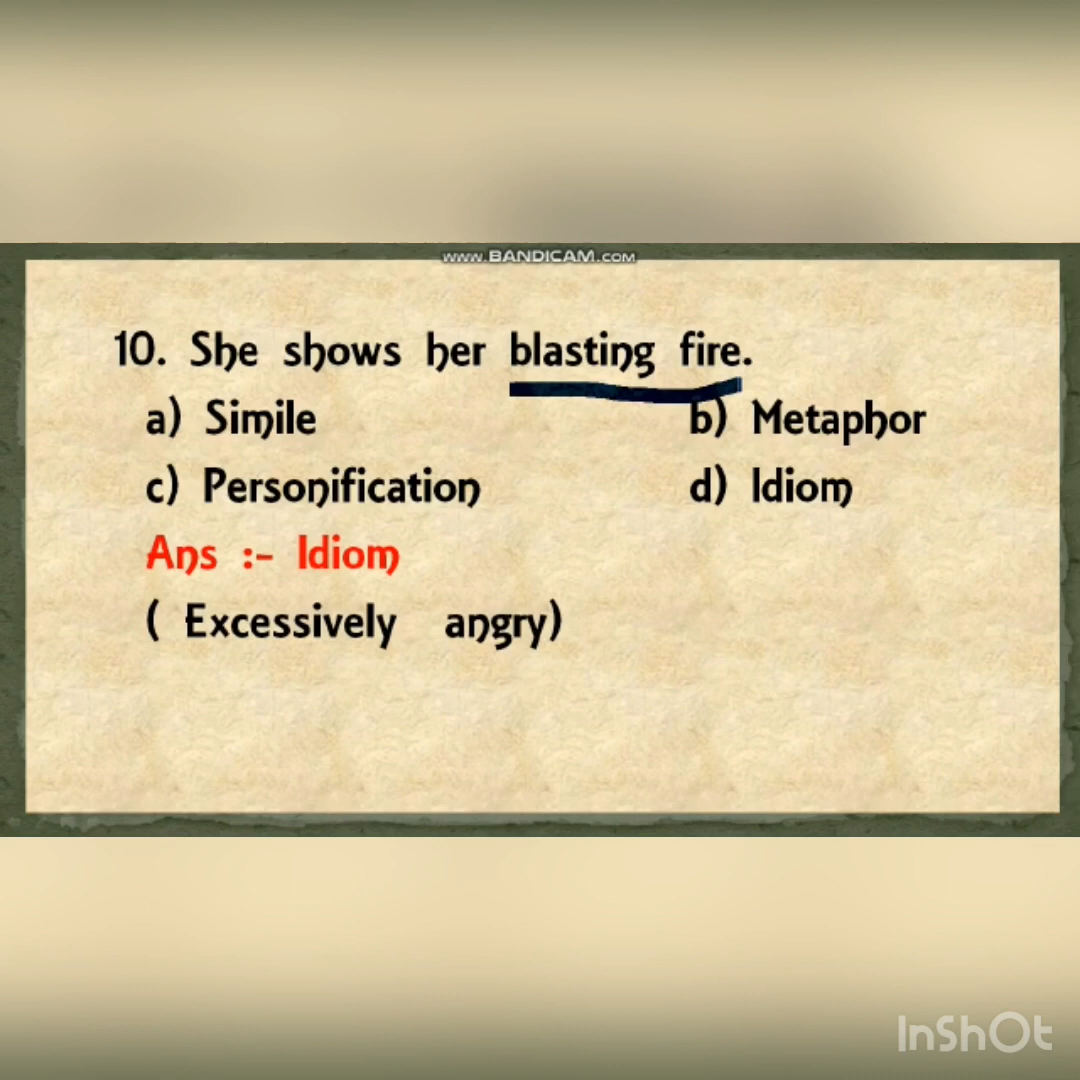 www.BANDICAM.com
10. She shows her blasting fire.
a) Simile b) Metaphor
c) Personification d) Idiom
Ans :- Idiom
( Excessively angry)
InShOt